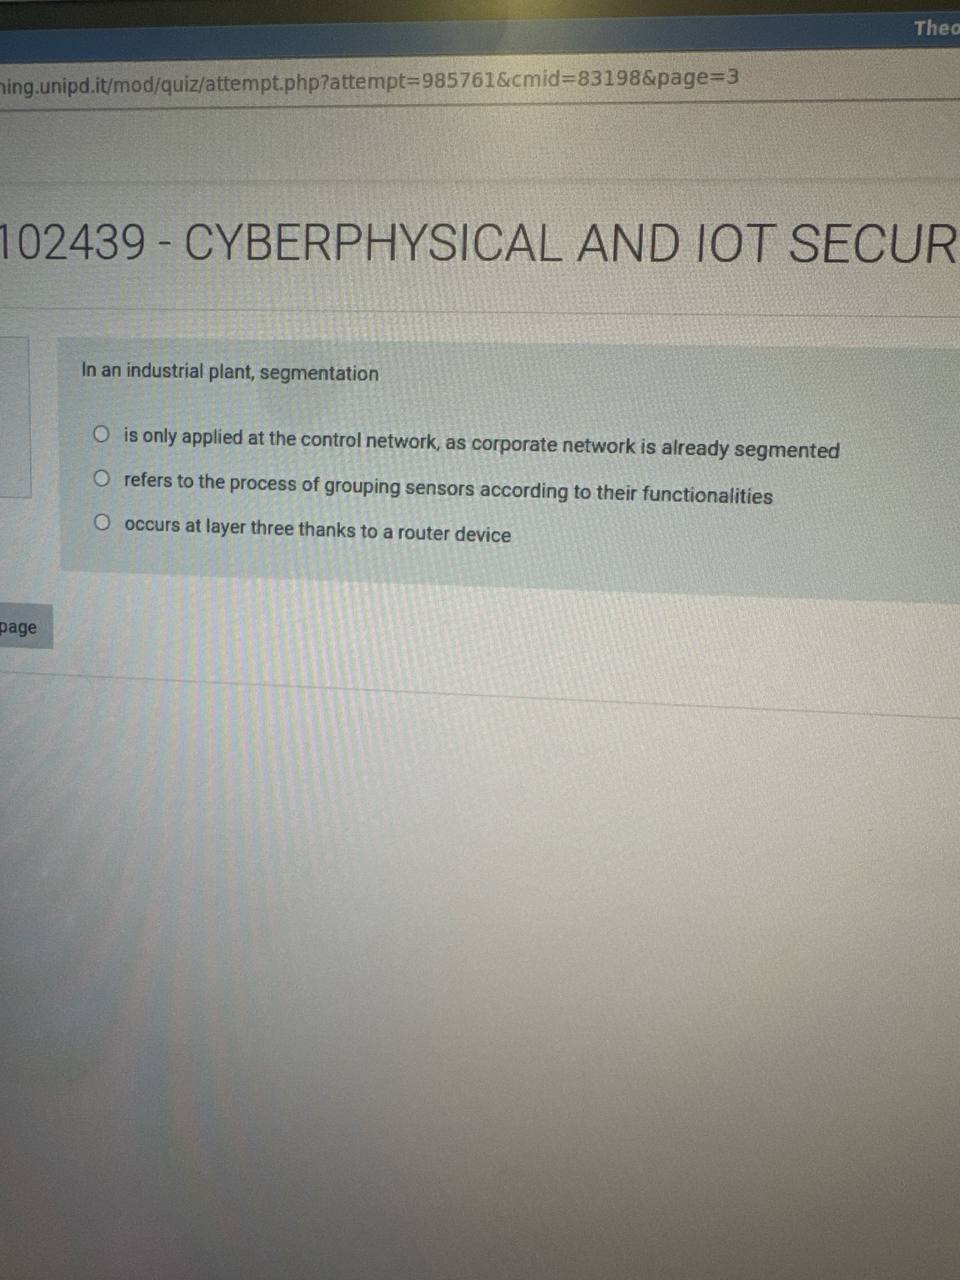 Theo
ning.unipd.it/mod/quiz/attempt.php?attempt=985761&cmid=83198&page=3
102439 - CYBERPHYSICAL AND IOT SECUR
In an industrial plant, segmentation
is only applied at the control network, as corporate network is already segmented
refers to the process of grouping sensors according to their functionalities
occurs at layer three thanks to a router device
page